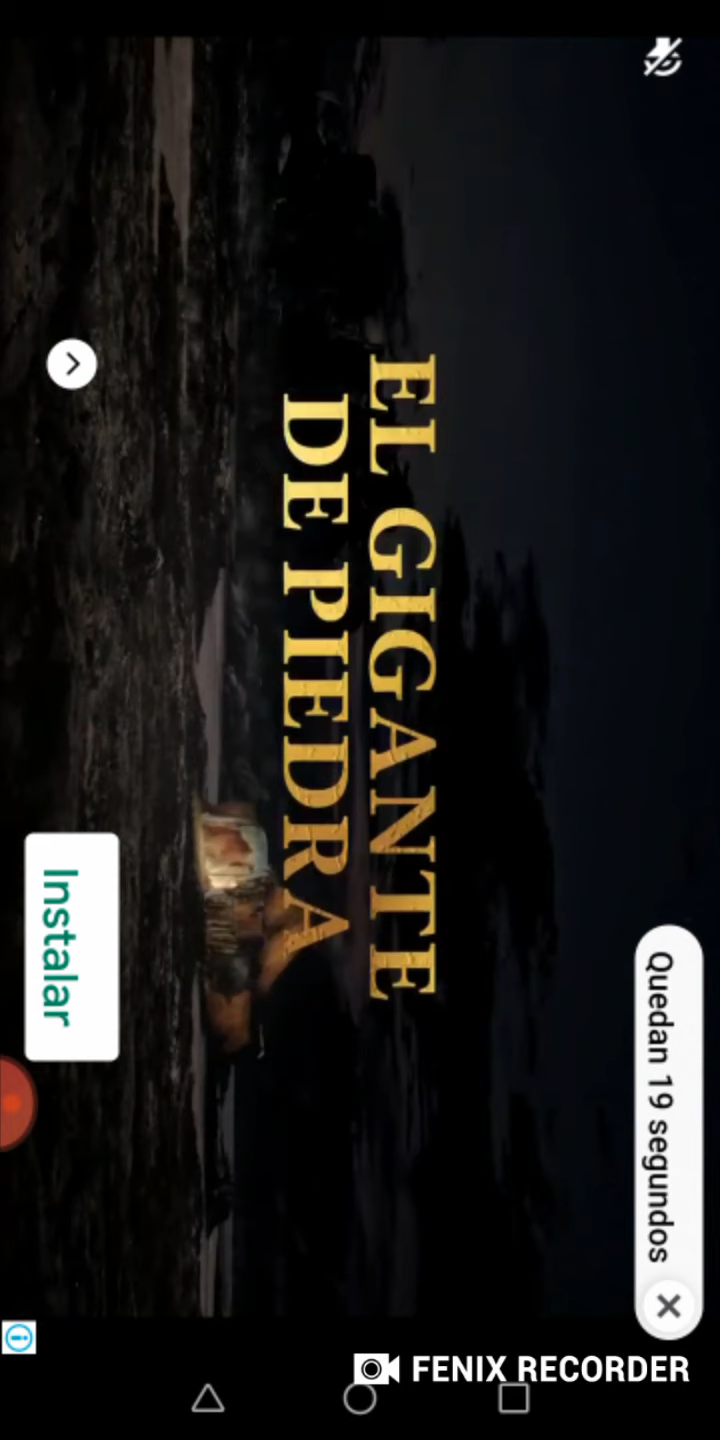 Quedan 19 segundos
EL GIGANTE
DE PIEDRA
Instalar
FENIX RECORDER